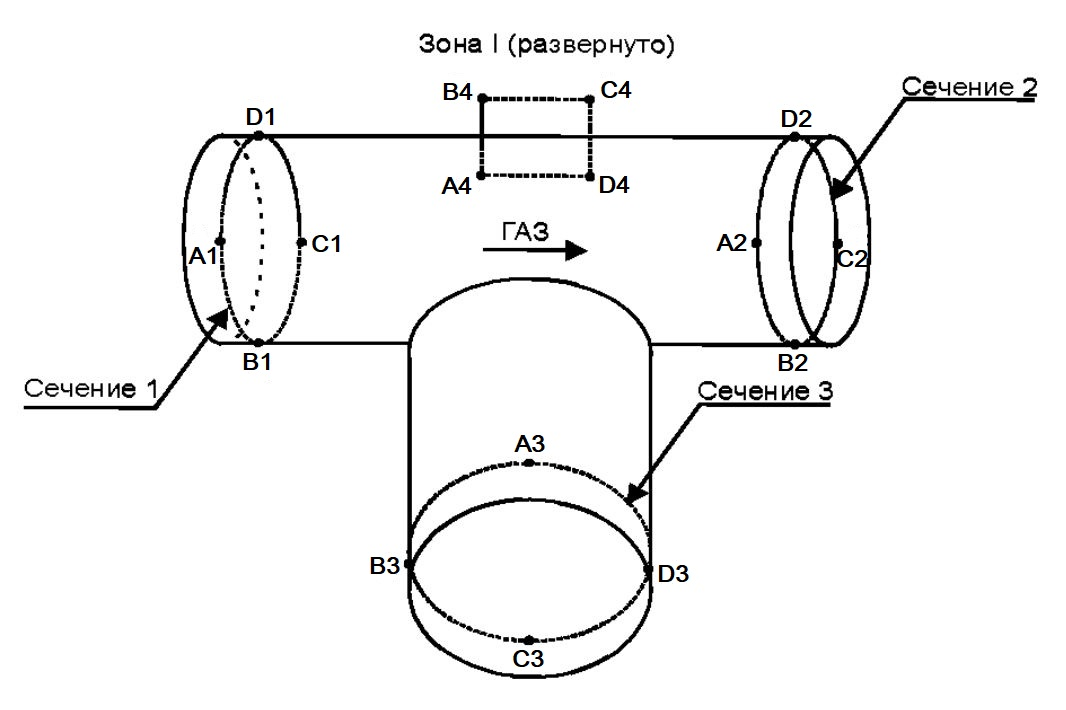 Зона I (развернуто)
B4
C4
Сечение 2
D1
D2
A4
D4
ГАЗ
A1
C1
A2
C2
B1
B2
Сечение 1
Сечение 3
A3
B3
D3
C3